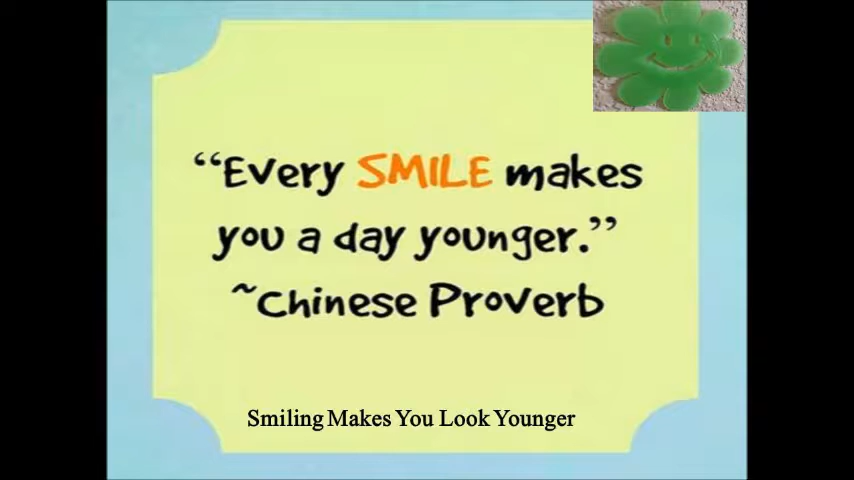 “Every SMILE makes
you a day younger.”
~Chinese Proverb
Smiling Makes You Look Younger